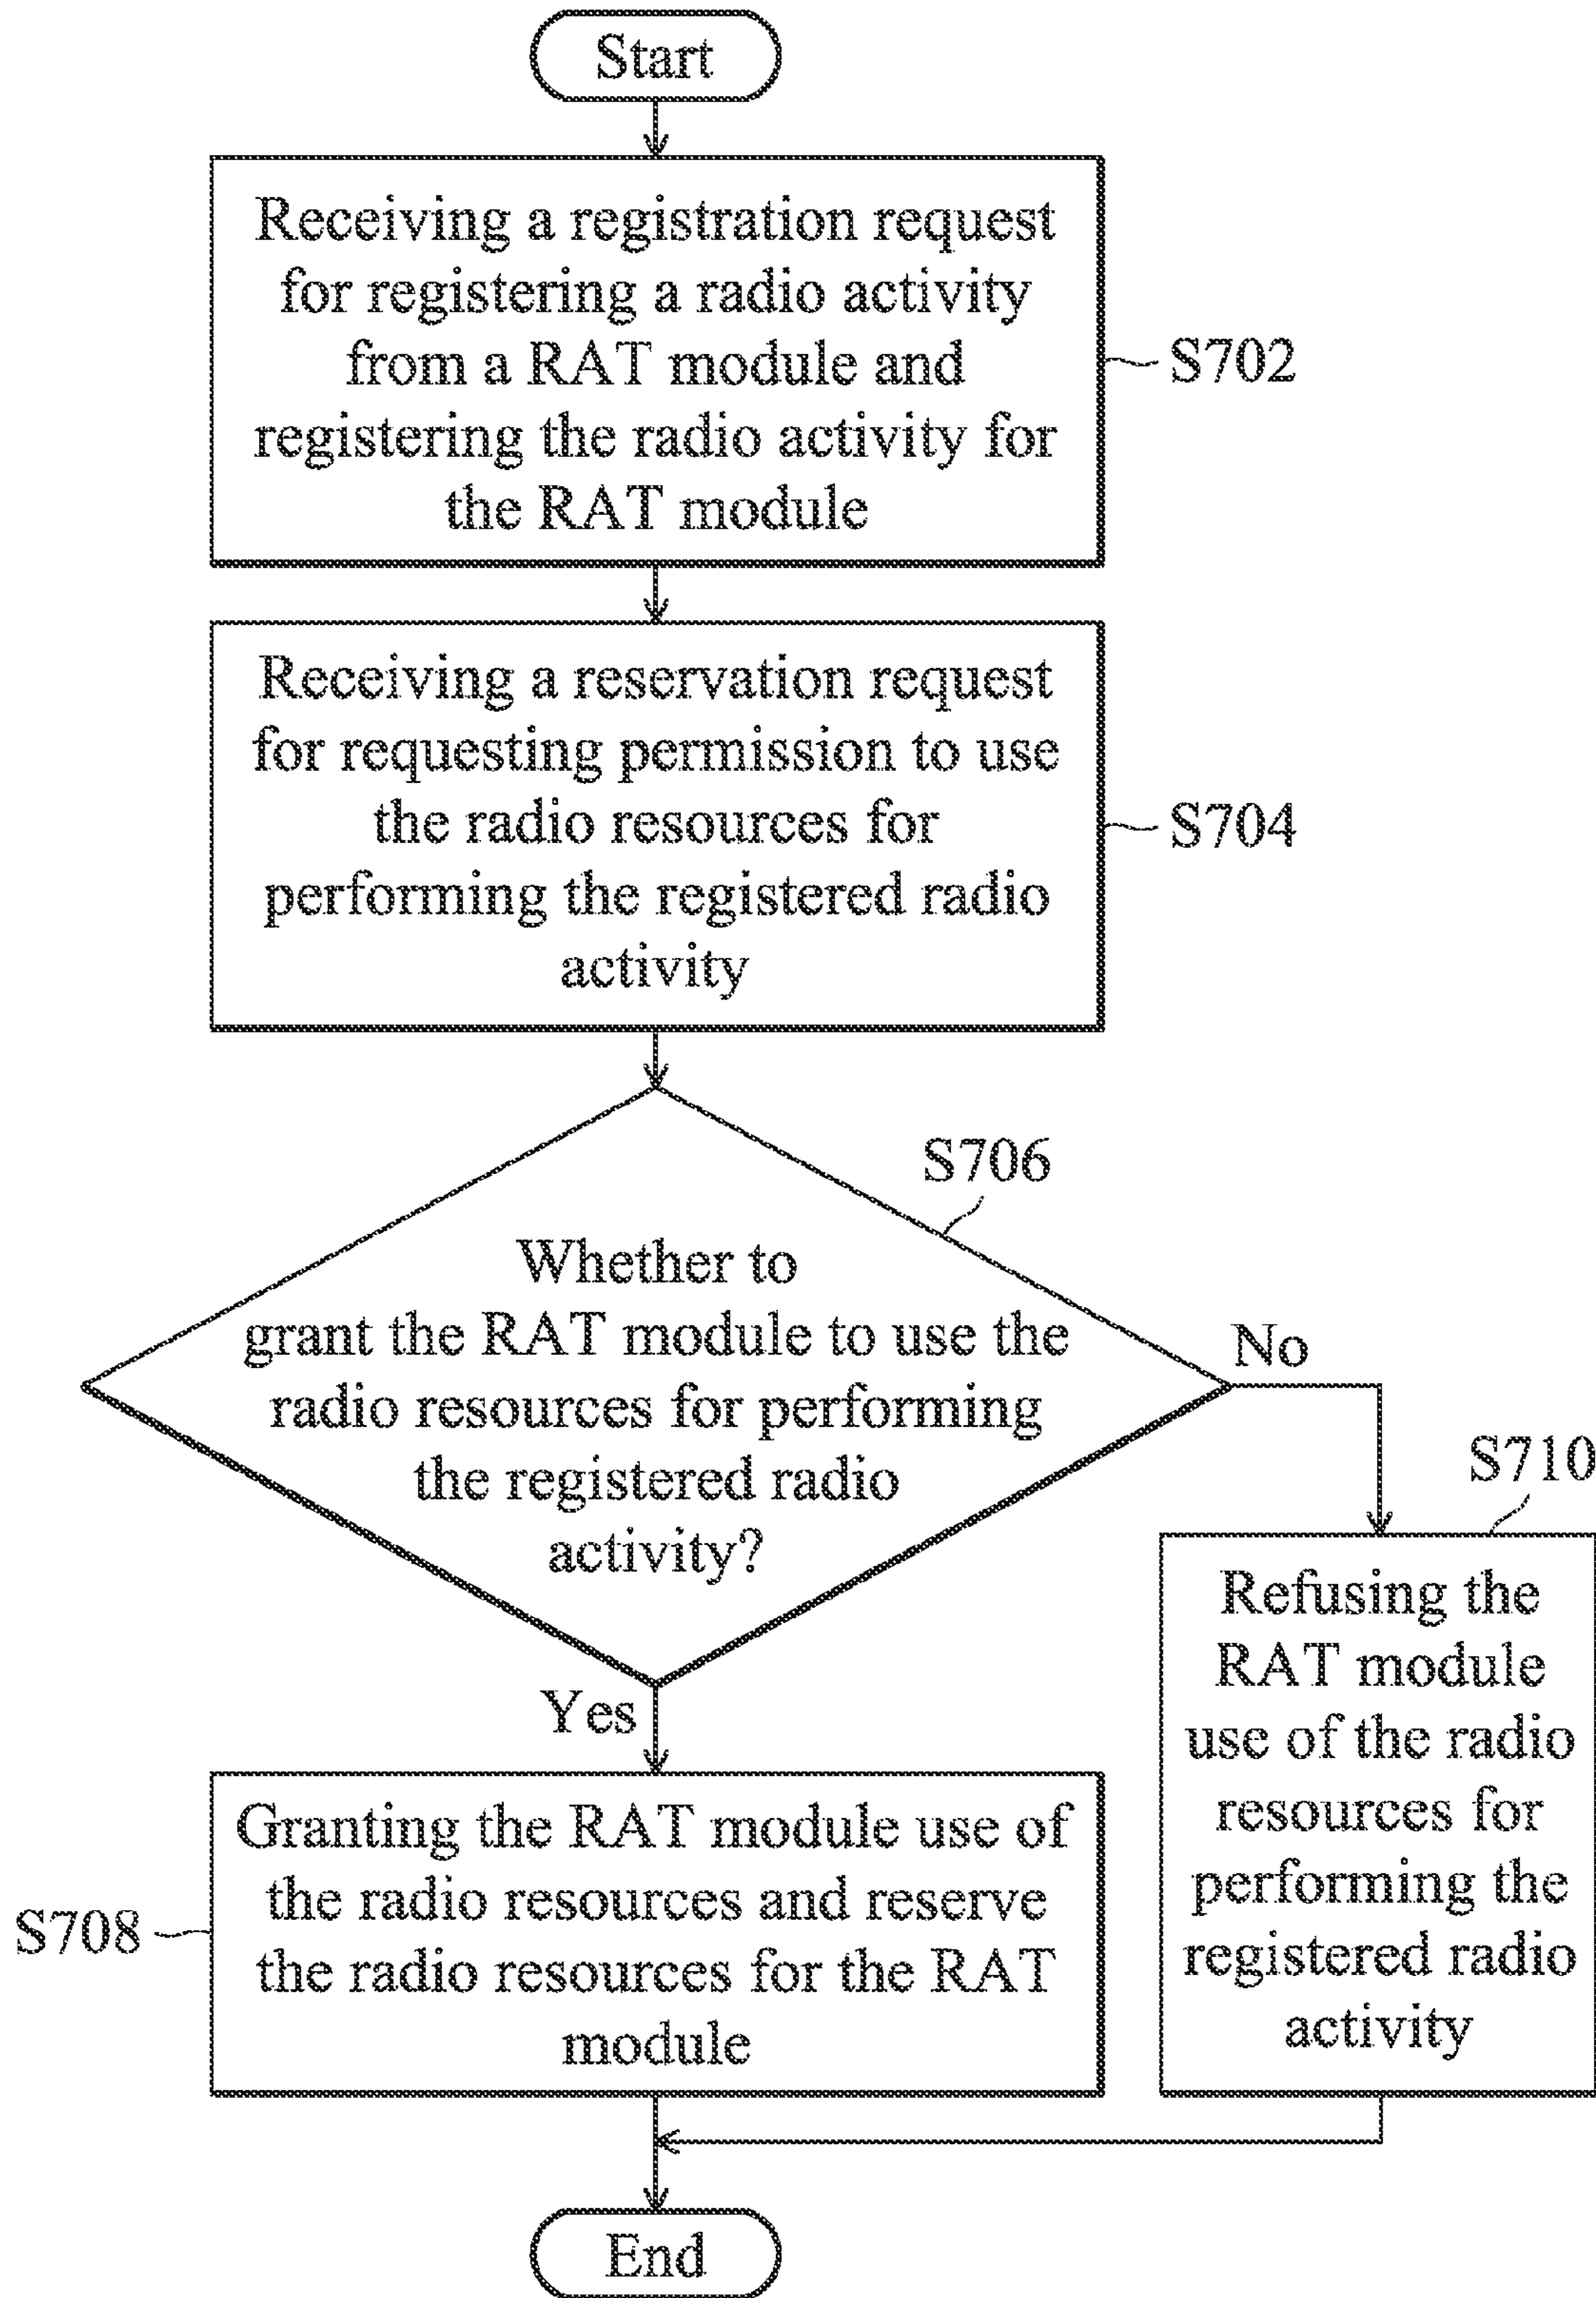 Start
Receiving a registration request
for registering a radio activity
from a RAT module and
registering the radio activity for
the RAT module
S702
Receiving a reservation request
for requesting permission to use
the radio resources for
performing the registered radio
activity
S704
S706
Whether to
grant the RAT module to use the
radio resources for performing
the registered radio
activity?
No
Yes
S710
Refusing the
RAT module
use of the radio
resources for
performing the
registered radio
activity
S708
Granting the RAT module use of
the radio resources and reserve
the radio resources for the RAT
module
End